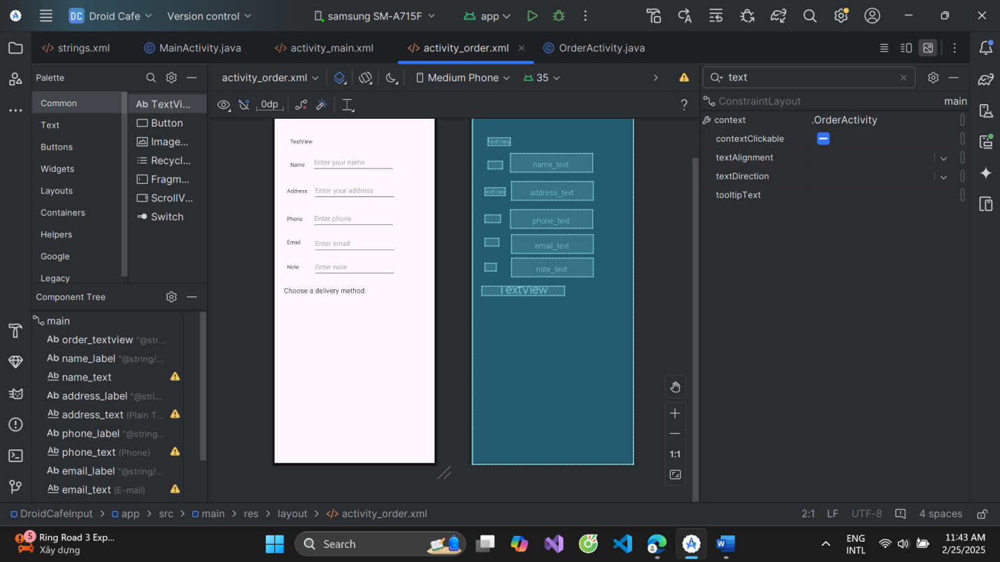 DC Droid Cafe
Version control
samsung SM-A715F
app
strings.xml
MainActivity.java
activity_main.xml
activity_order.xml
OrderActivity.java
Palette
Common
Text
Buttons
Widgets
Layouts
Containers
Helpers
Google
Legacy
Ab TextVi...
Button
Image...
Recycl...
Fragm...
ScrollV...
Switch
Component Tree
main
Ab order_textview "@str...
Ab name_label "@string/...
Ab name_text
Ab address_label "@stri...
Ab address_text (Plain T...
Ab phone_label "@string...
Ab phone_text (Phone)
Ab email_label "@string/...
Ab email_text (E-mail)
activity_order.xml
Medium Phone
35
0dp
?
TextView
Name Enter your name
Address Enter your address
Phone Enter phone
Email Enter email
Note Enter note
Choose a delivery method:
TextView
name_text
TextView address_text
phone_text
email_text
note_text
TextView
1:1
text
ConstraintLayout main
context .OrderActivity
contextClickable
textAlignment
textDirection
tooltipText
DroidCafeInput > app > src > main > res > layout > activity_order.xml
2:1 LF UTF-8 4 spaces
5
Ring Road 3 Exp...
Xây dựng
Search
ENG
INTL
11:43 AM
2/25/2025